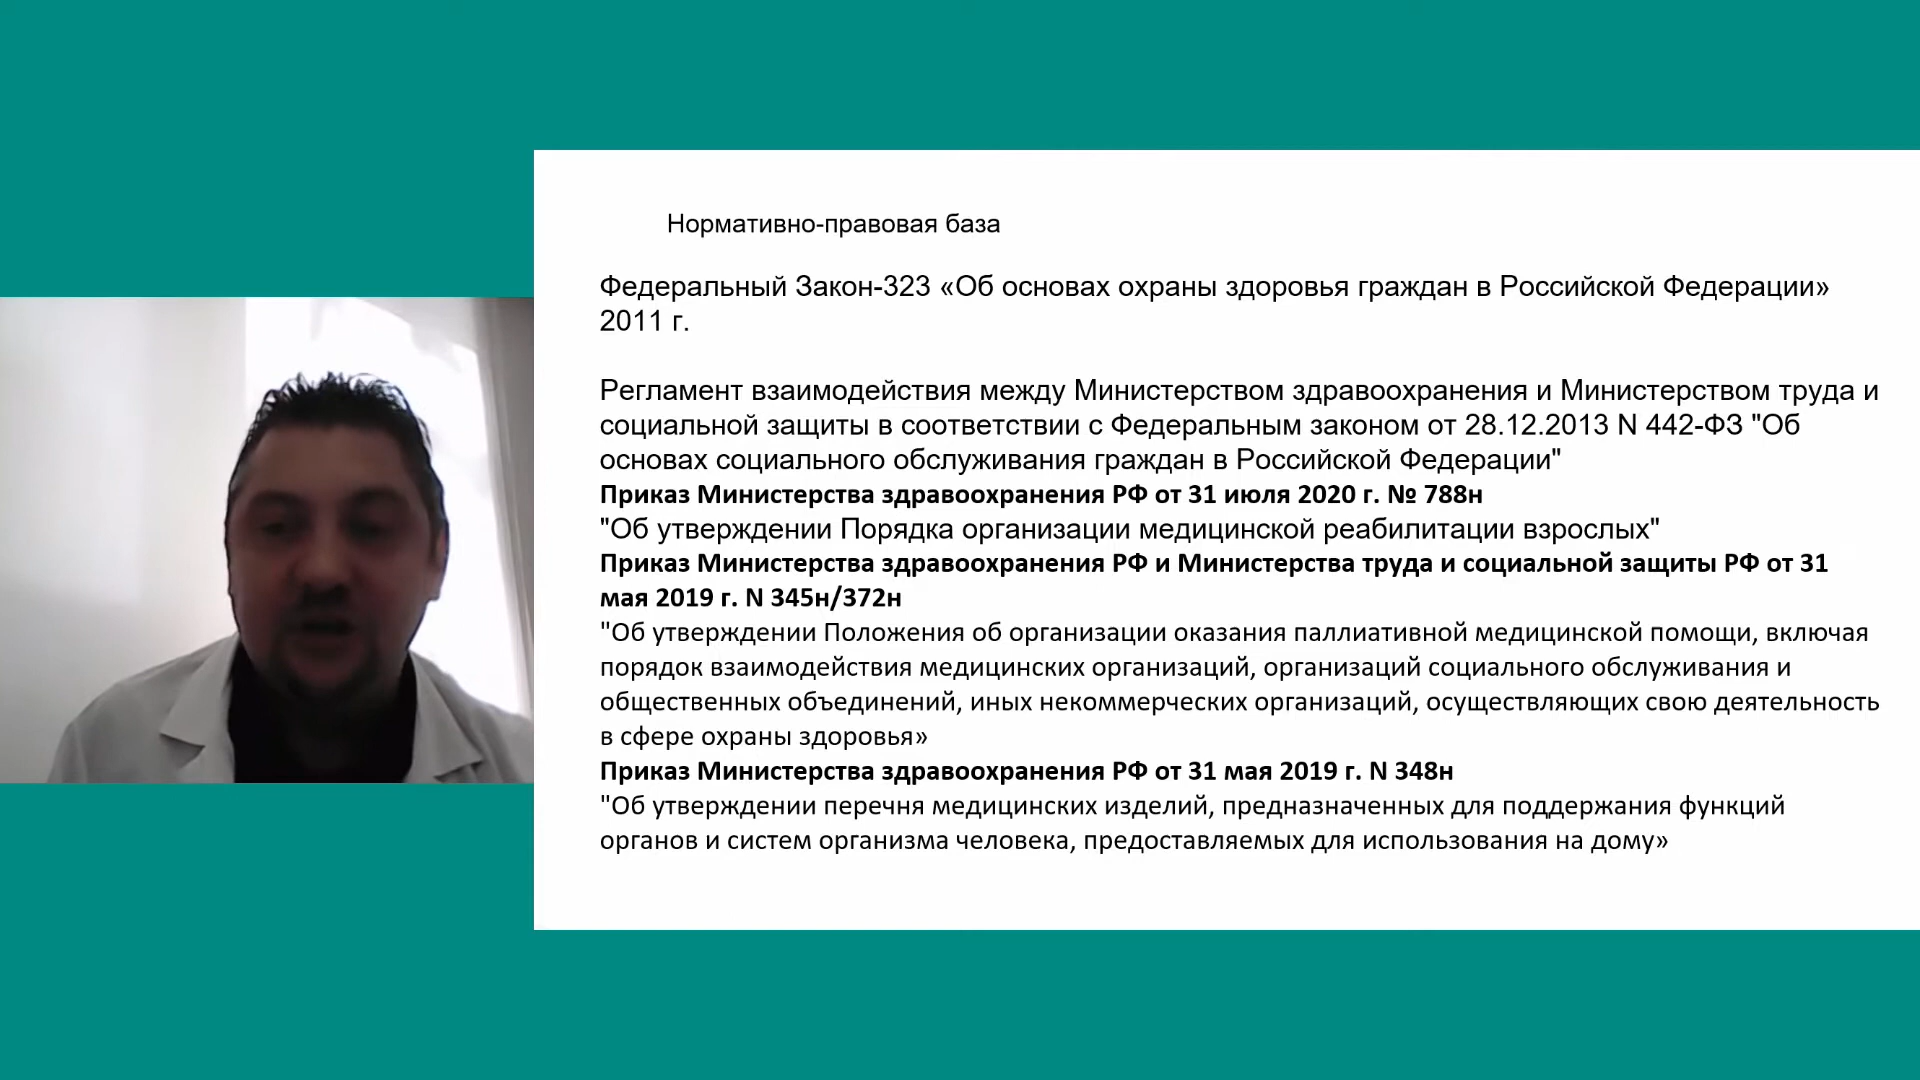 Нормативно-правовая база
Федеральный Закон-323 «Об основах охраны здоровья граждан в Российской Федерации»
2011 г.
Регламент взаимодействия между Министерством здравоохранения и Министерством труда и
социальной защиты в соответствии с Федеральным законом от 28.12.2013 N 442-ФЗ "Об
основах социального обслуживания граждан в Российской Федерации"
Приказ Министерства здравоохранения РФ от 31 июля 2020 г. № 788н
"Об утверждении Порядка организации медицинской реабилитации взрослых"
Приказ Министерства здравоохранения РФ и Министерства труда и социальной защиты РФ от 31
мая 2019 г. N 345н/372н
"Об утверждении Положения об организации оказания паллиативной медицинской помощи, включая
порядок взаимодействия медицинских организаций, организаций социального обслуживания и
общественных объединений, иных некоммерческих организаций, осуществляющих свою деятельность
в сфере охраны здоровья»
Приказ Министерства здравоохранения РФ от 31 мая 2019 г. N 348н
"Об утверждении перечня медицинских изделий, предназначенных для поддержания функций
органов и систем организма человека, предоставляемых для использования на дому»